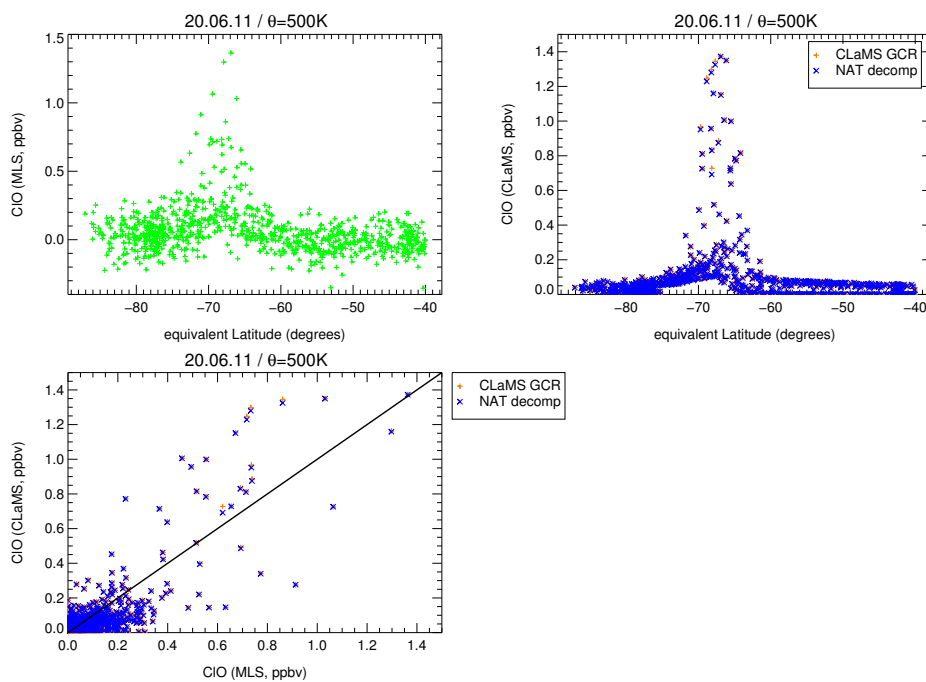 20.06.11 / θ=500K
1.5
1.0
0.5
0.0
ClO (MLS, ppbv)
−80
−70
−60
−50
−40
equivalent Latitude (degrees)
1.4
1.2
1.0
0.8
0.6
0.4
0.2
0.0
ClO (CLaMS, ppbv)
20.06.11 / θ=500K
CLaMS GCR
NAT decomp
−80
−70
−60
−50
−40
equivalent Latitude (degrees)
20.06.11 / θ=500K
1.4
1.2
1.0
0.8
0.6
0.4
0.2
0.0
ClO (CLaMS, ppbv)
0.0
0.2
0.4
0.6
0.8
1.0
1.2
1.4
ClO (MLS, ppbv)
CLaMS GCR
NAT decomp